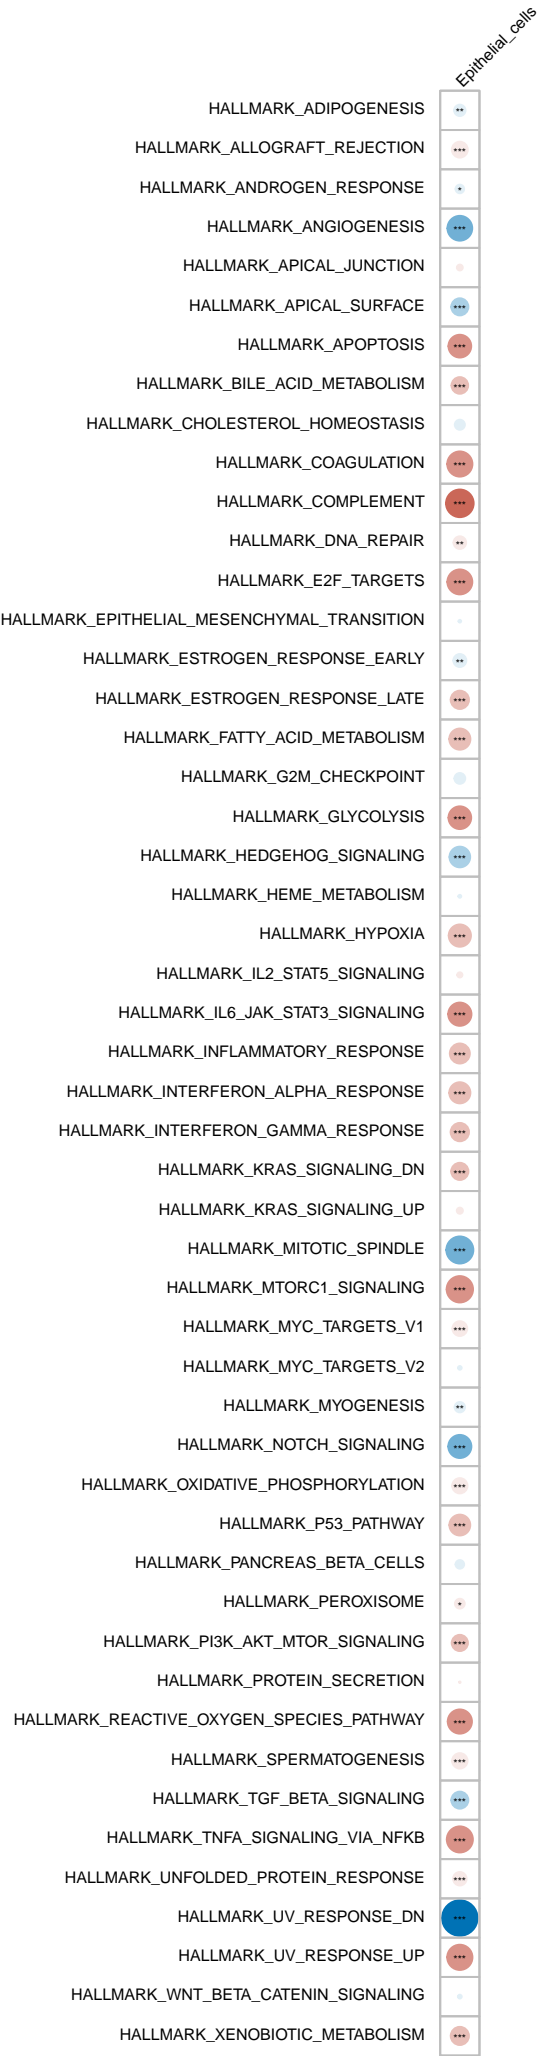 Epithelial_cells
HALLMARK_ADIPOGENESIS **
HALLMARK_ALLOGRAFT_REJECTION ***
HALLMARK_ANDROGEN_RESPONSE *
HALLMARK_ANGIOGENESIS ***
HALLMARK_APICAL_JUNCTION
HALLMARK_APICAL_SURFACE ***
HALLMARK_APOPTOSIS ***
HALLMARK_BILE_ACID_METABOLISM ***
HALLMARK_CHOLESTEROL_HOMEOSTASIS
HALLMARK_COAGULATION ***
HALLMARK_COMPLEMENT ***
HALLMARK_DNA_REPAIR **
HALLMARK_E2F_TARGETS ***
HALLMARK_EPITHELIAL_MESENCHYMAL_TRANSITION
HALLMARK_ESTROGEN_RESPONSE_EARLY **
HALLMARK_ESTROGEN_RESPONSE_LATE ***
HALLMARK_FATTY_ACID_METABOLISM ***
HALLMARK_G2M_CHECKPOINT
HALLMARK_GLYCOLYSIS ***
HALLMARK_HEDGEHOG_SIGNALING ***
HALLMARK_HEME_METABOLISM
HALLMARK_HYPOXIA ***
HALLMARK_IL2_STAT5_SIGNALING
HALLMARK_IL6_JAK_STAT3_SIGNALING ***
HALLMARK_INFLAMMATORY_RESPONSE ***
HALLMARK_INTERFERON_ALPHA_RESPONSE ***
HALLMARK_INTERFERON_GAMMA_RESPONSE ***
HALLMARK_KRAS_SIGNALING_DN ***
HALLMARK_KRAS_SIGNALING_UP
HALLMARK_MITOTIC_SPINDLE ***
HALLMARK_MTORC1_SIGNALING ***
HALLMARK_MYC_TARGETS_V1 ***
HALLMARK_MYC_TARGETS_V2
HALLMARK_MYOGENESIS **
HALLMARK_NOTCH_SIGNALING ***
HALLMARK_OXIDATIVE_PHOSPHORYLATION ***
HALLMARK_P53_PATHWAY ***
HALLMARK_PANCREAS_BETA_CELLS
HALLMARK_PEROXISOME *
HALLMARK_PI3K_AKT_MTOR_SIGNALING ***
HALLMARK_PROTEIN_SECRETION
HALLMARK_REACTIVE_OXYGEN_SPECIES_PATHWAY ***
HALLMARK_SPERMATOGENESIS ***
HALLMARK_TGF_BETA_SIGNALING ***
HALLMARK_TNFA_SIGNALING_VIA_NFKB ***
HALLMARK_UNFOLDED_PROTEIN_RESPONSE ***
HALLMARK_UV_RESPONSE_DN ***
HALLMARK_UV_RESPONSE_UP ***
HALLMARK_WNT_BETA_CATENIN_SIGNALING
HALLMARK_XENOBIOTIC_METABOLISM ***